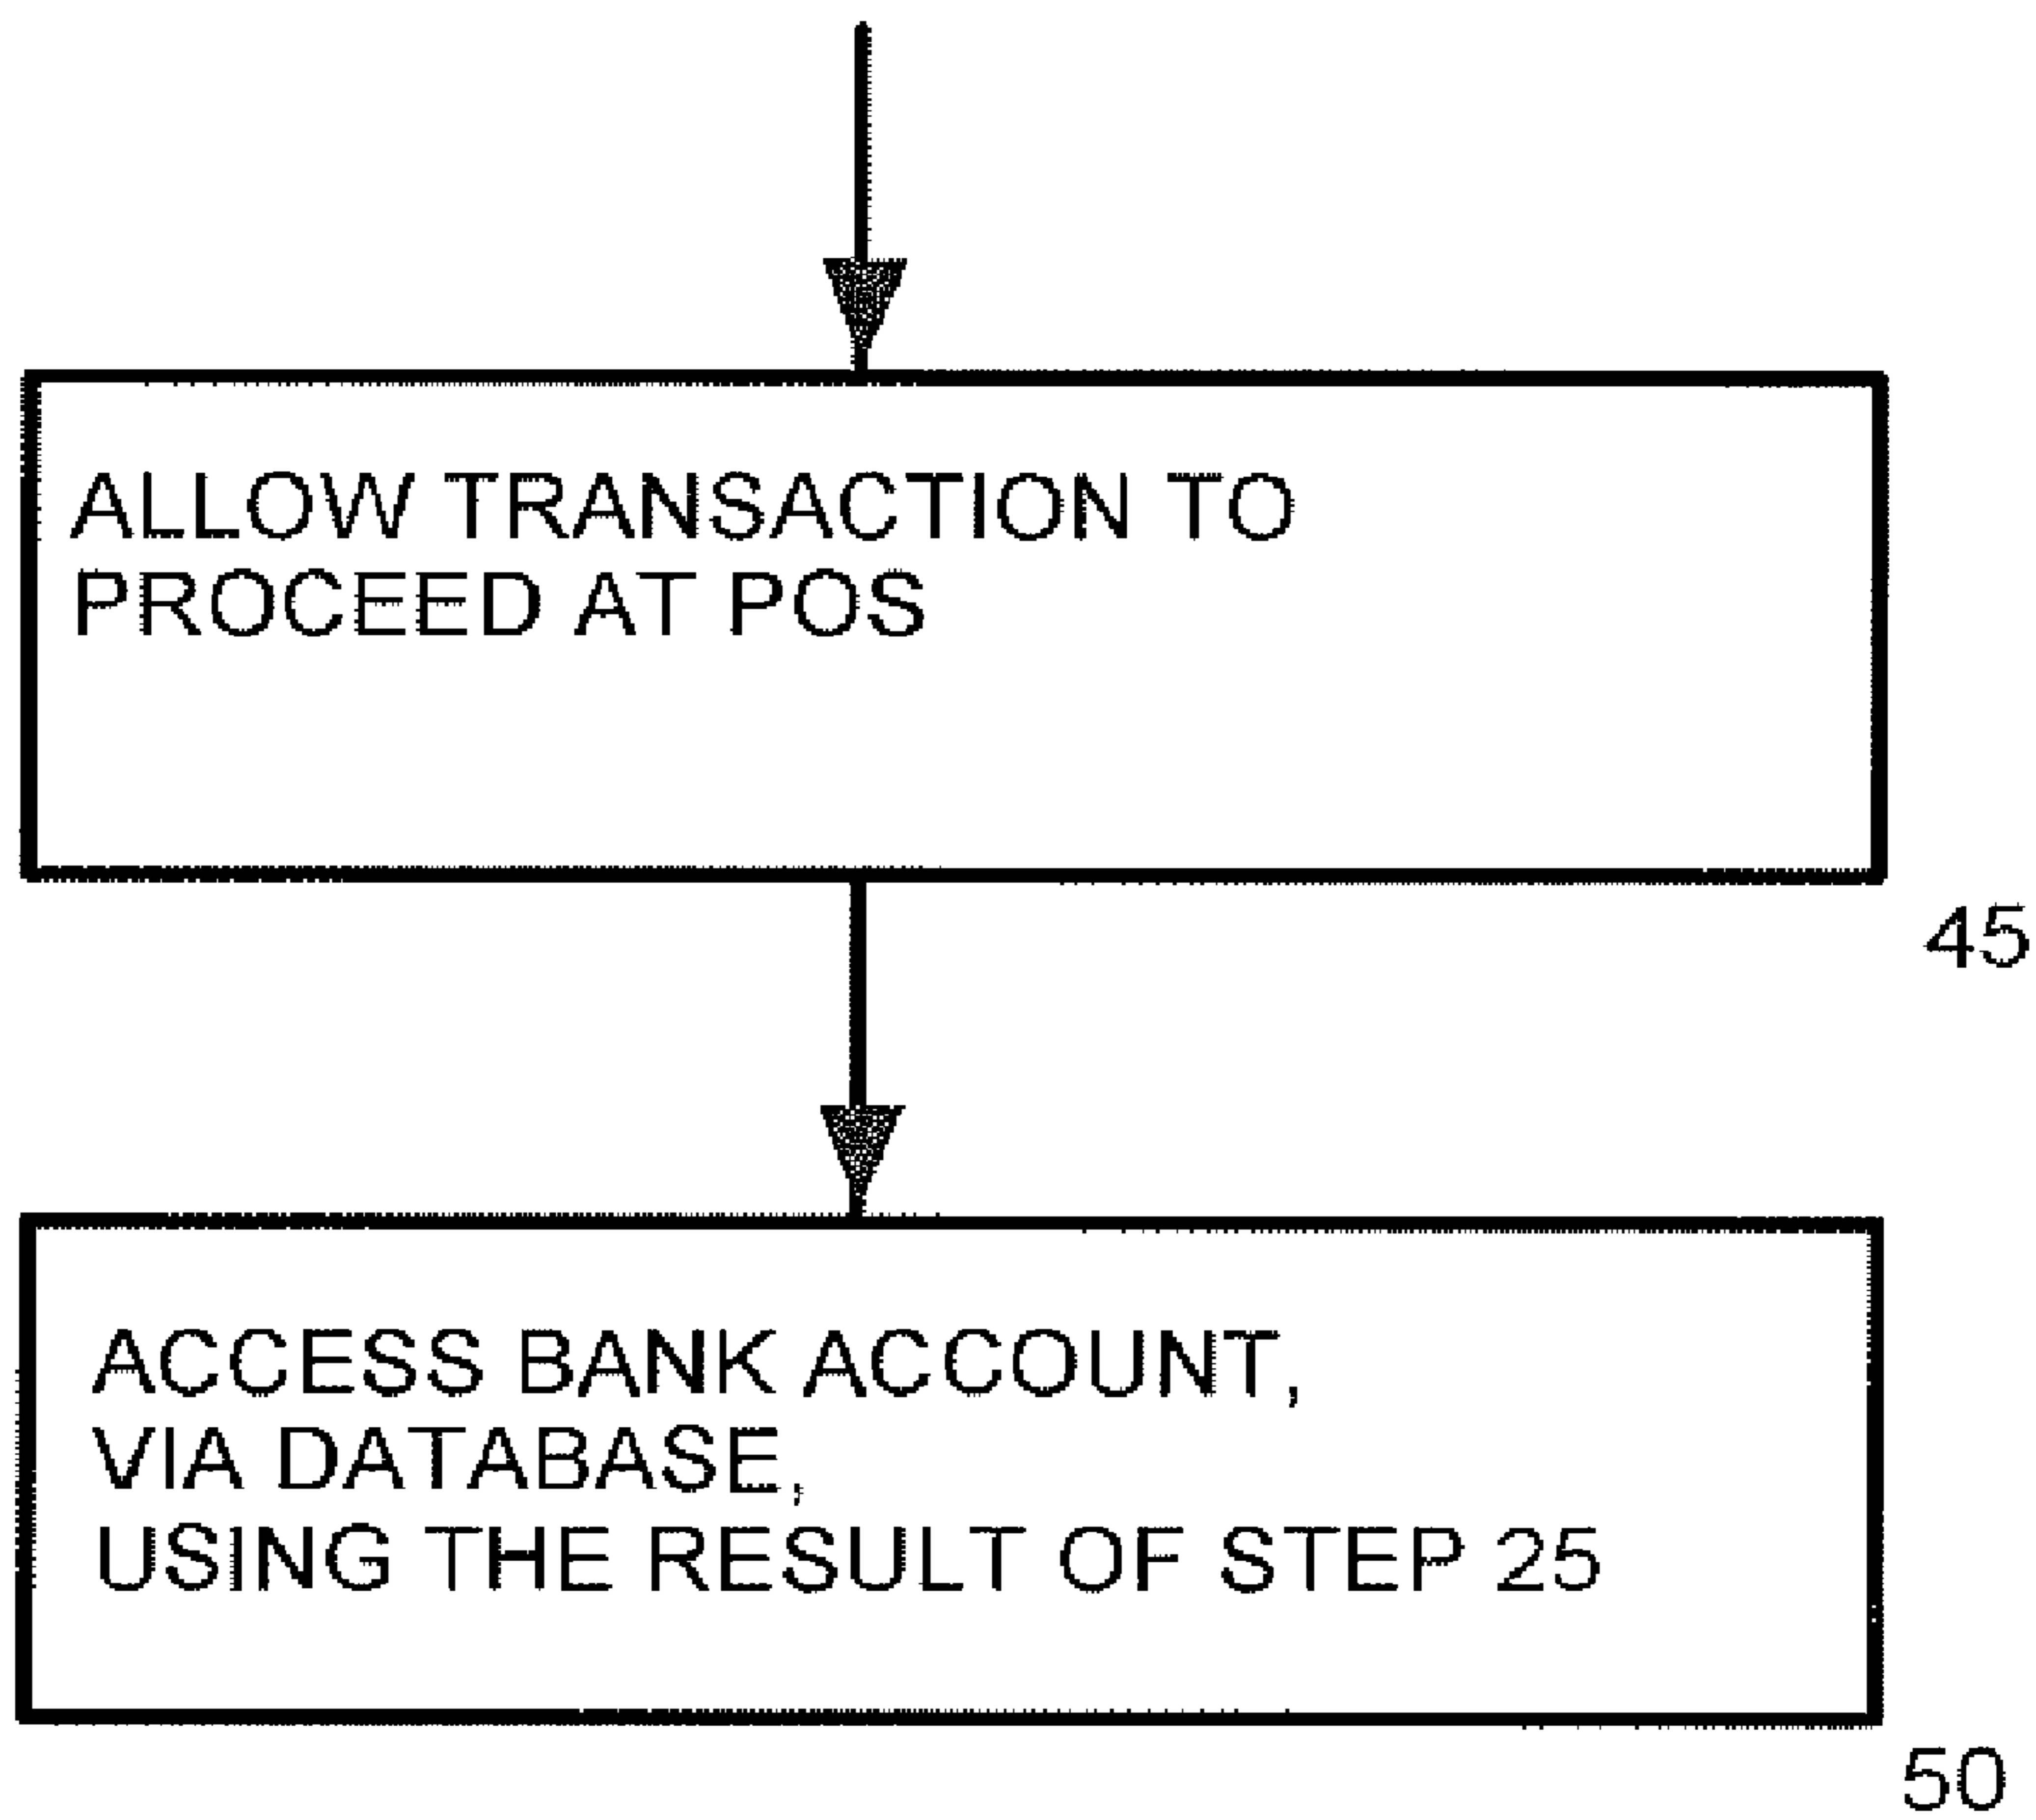 ALLOW TRANSACTION TO
PROCEED AT POS
45
ACCESS BANK ACCOUNT,
VIA DATABASE,
USING THE RESULT OF STEP 25
50